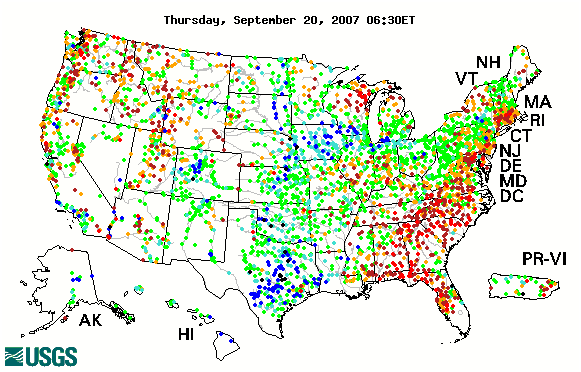 Thursday, September 20, 2007 06:30ET
NH
VT
MA
RI
CT
NJ
DE
MD
DC
PR-VI
AK
HI
USGS